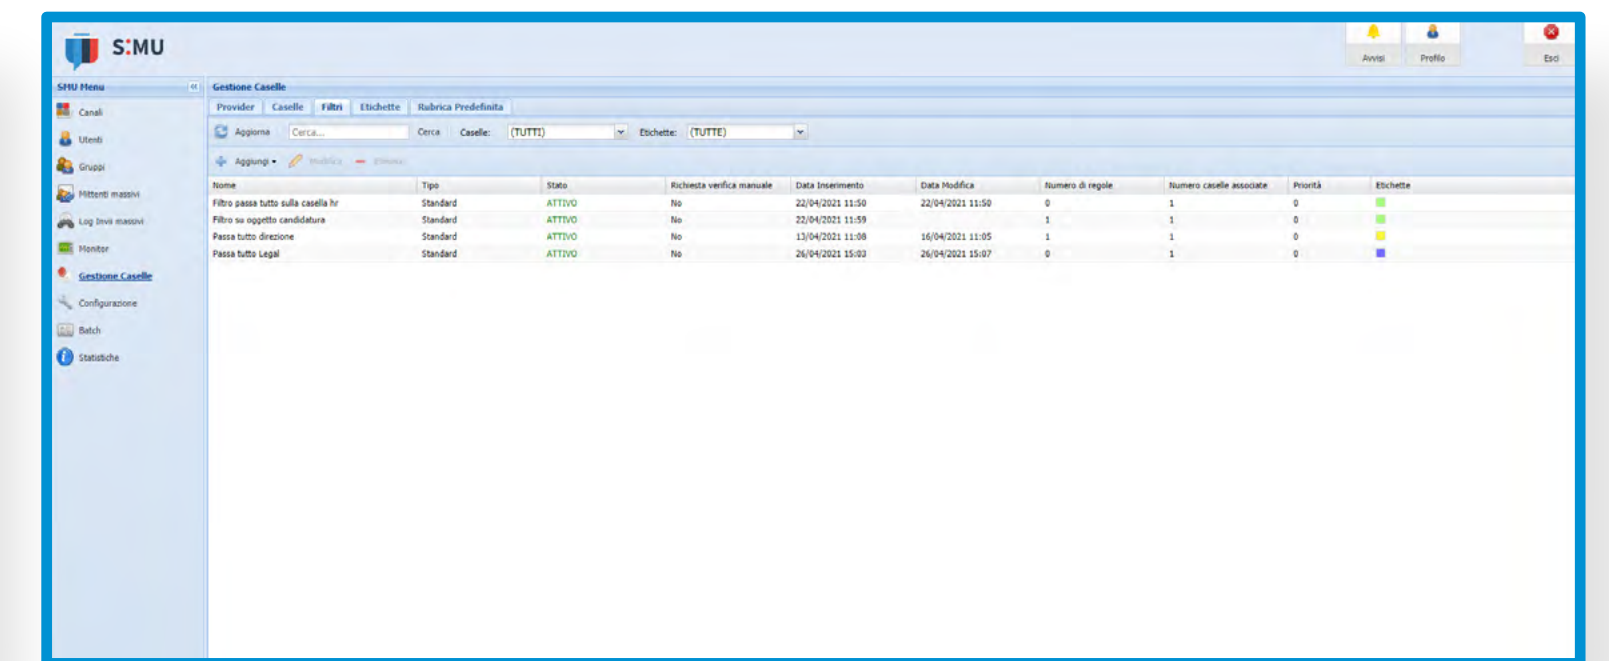 S:MU
Avvisi Profilo Esci
SMU Menu
Gestione Caselle
Canali
Utenti
Gruppi
Mittenti massivi
Log Invii massivi
Monitor
Gestione Caselle
Configurazione
Batch
Statistiche
Provider Caselle Filtri Etichette Rubrica Predefinita
Aggiorna Cerca... Cerca Caselle: (TUTTI) Etichette: (TUTTE)
Aggiungi Modifica
Nome Tipo Stato Richiesta verifica manuale Data Inserimento Data Modifica Numero di regole Numero caselle associate Priorità Etichette
Filtro passa tutto sulla casella hr Standard ATTIVO No 22/04/2021 11:50 22/04/2021 11:50 0 1 0
Filtro su oggetto candidatura Standard ATTIVO No 22/04/2021 11:59 1 1 0
Passa tutto direzione Standard ATTIVO No 13/04/2021 11:08 16/04/2021 11:05 1 1 0
Passa tutto Legal Standard ATTIVO No 26/04/2021 15:03 26/04/2021 15:07 0 1 0